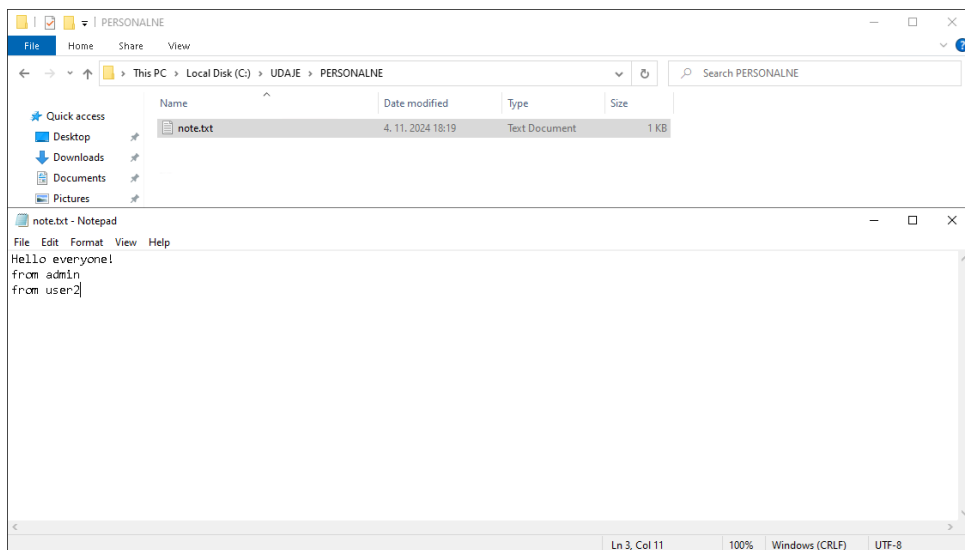 PERSONALNE
File Home Share View
This PC > Local Disk (C:) > UDAJE > PERSONALNE
Search PERSONALNE
Name Date modified Type Size
Quick access
note.txt 4. 11. 2024 18:19 Text Document 1 KB
Desktop
Downloads
Documents
Pictures
note.txt - Notepad
File Edit Format View Help
Hello everyone!
from admin
from user2
Ln 3, Col 11 100% Windows (CRLF) UTF-8